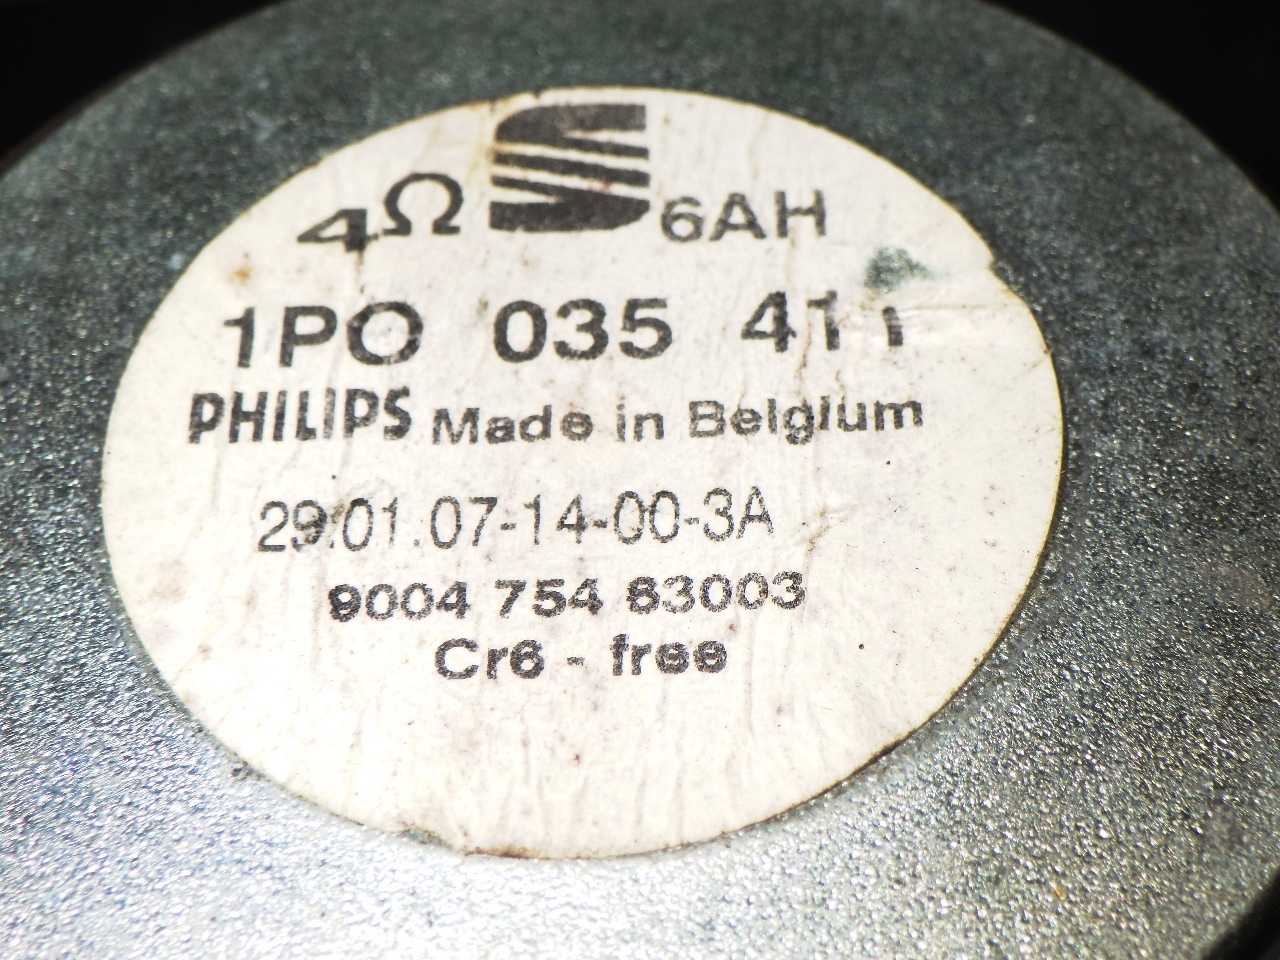 4Ω S 6AH
1PO 035 411
PHILIPS Made in Belgium
29.01.07-14-00-3A
9004 754 83003
Cr6 - free